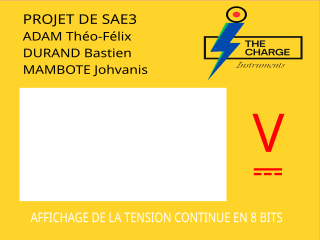 PROJET DE SAE3
ADAM Théo-Félix
DURAND Bastien
MAMBOTE Johvanis
THE
CHARGE
Instruments
V
AFFICHAGE DE LA TENSION CONTINUE EN 8 BITS